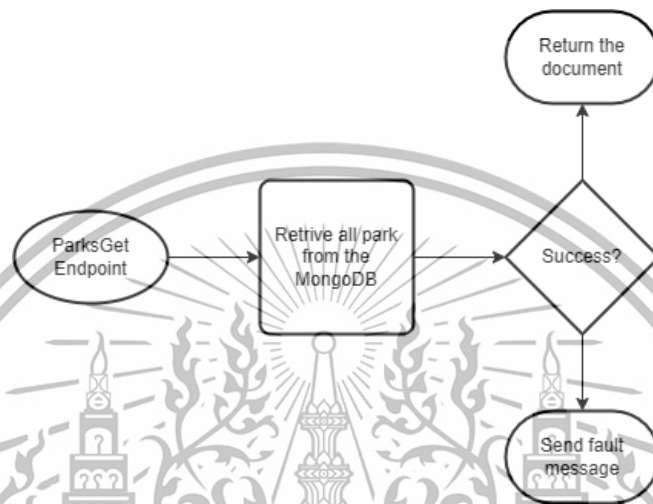 Return the
document
ParksGet
Endpoint
Retrive all park
from the
MongoDB
Success?
Send fault
message